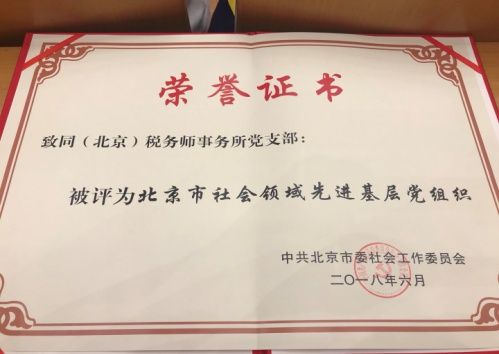 荣誉证书
致同（北京）税务师事务所党支部：
被评为北京市社会领域先进基层党组织
中共北京市委社会工作委员会
二〇一八年六月